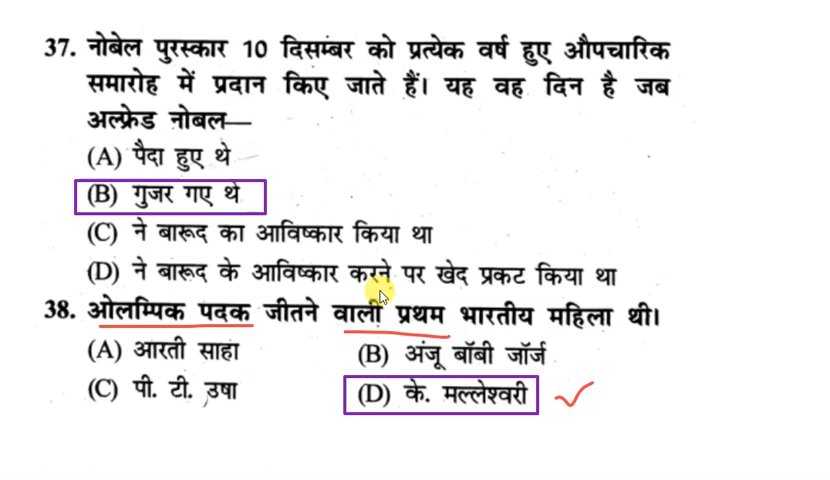 37. नोबेल पुरस्कार 10 दिसम्बर को प्रत्येक वर्ष हुए औपचारिक
समारोह में प्रदान किए जाते हैं। यह वह दिन है जब
अल्फ्रेड नोबल—
(A) पैदा हुए थे
(B) गुजर गए थे
(C) ने बारूद का आविष्कार किया था
(D) ने बारूद के आविष्कार करने पर खेद प्रकट किया था
38. ओलम्पिक पदक जीतने वाली प्रथम भारतीय महिला थी।
(A) आरती साहा (B) अंजू बॉबी जॉर्ज
(C) पी. टी. उषा (D) के. मल्लेश्वरी